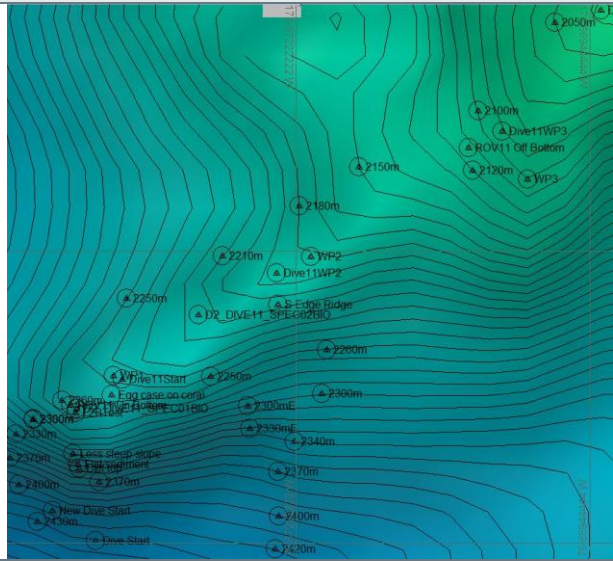 2050m
2100m
Dive11WP3
ROV11 Off Bottom
2150m
2120m
WP3
2180m
2210m
WP2
Dive11WP2
2250m
S Edge Ridge
D2_DIVE11_SPEC02BIO
2260m
WP1
Dive11Start
2250m
Egg case on coral
2300m
2300mE
2300m
2330m
2330mE
2340m
Less steep slope
2370m
2370m
2370m
2400m
New Dive Start
2400m
2430m
Dive Start
2420m